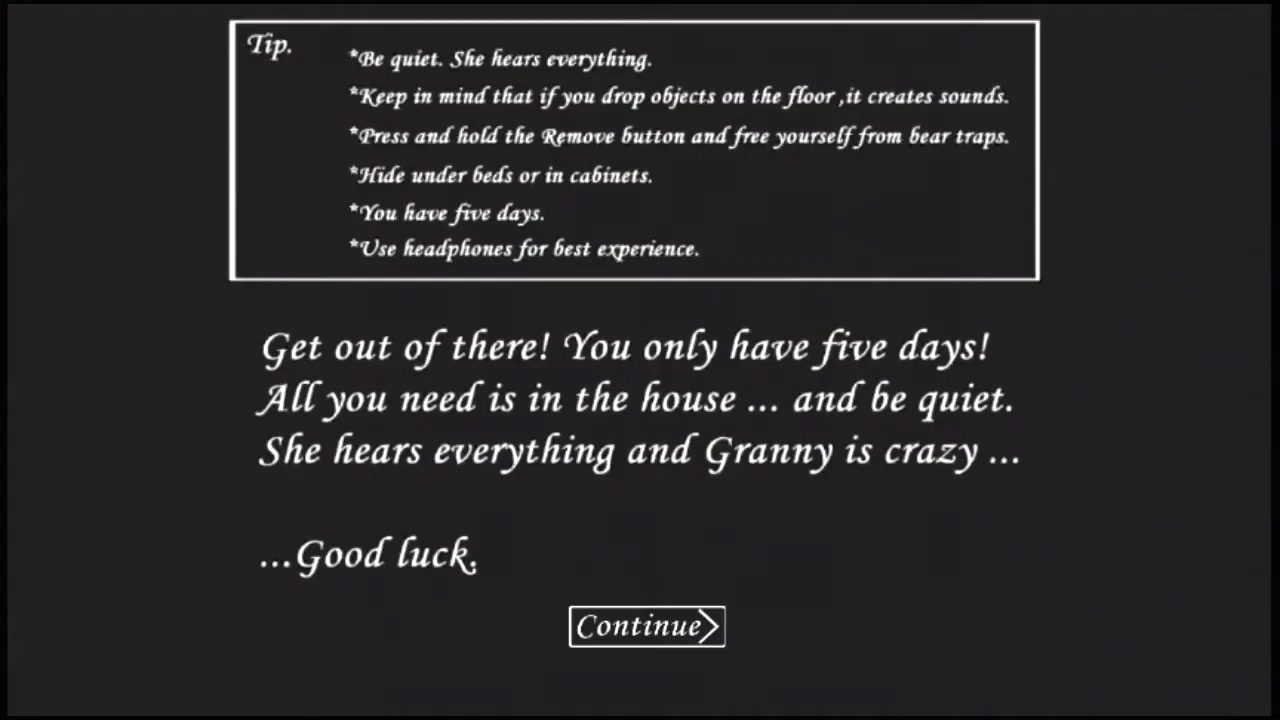 Tip.
*Be quiet. She hears everything.
*Keep in mind that if you drop objects on the floor ,it creates sounds.
*Press and hold the Remove button and free yourself from bear traps.
*Hide under beds or in cabinets.
*You have five days.
*Use headphones for best experience.
Get out of there! You only have five days!
All you need is in the house ... and be quiet.
She hears everything and Granny is crazy ...
...Good luck.
Continue>